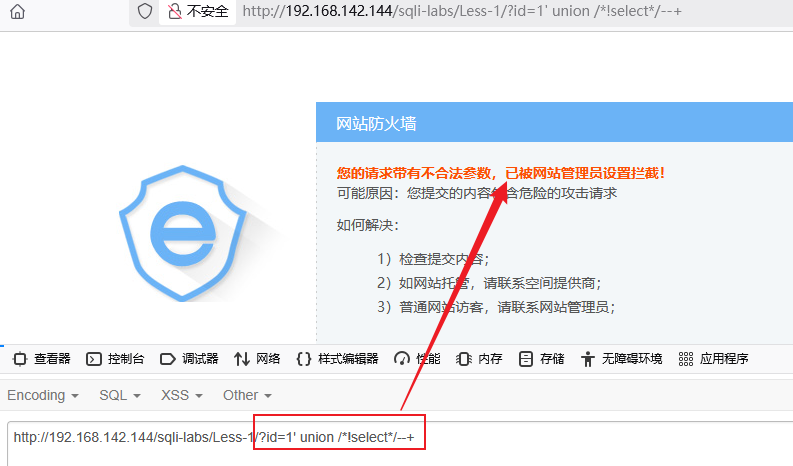 不安全 http://192.168.142.144/sqli-labs/Less-1/?id=1' union /*!select*/--+
网站防火墙
您的请求带有不合法参数，已被网站管理员设置拦截！
可能原因：您提交的内容包含危险的攻击请求
如何解决：
1）检查提交内容；
2）如网站托管，请联系空间提供商；
3）普通网站访客，请联系网站管理员；
查看器 控制台 调试器 网络 样式编辑器 性能 内存 存储 无障碍环境 应用程序
Encoding SQL XSS Other
http://192.168.142.144/sqli-labs/Less-1/?id=1' union /*!select*/--+